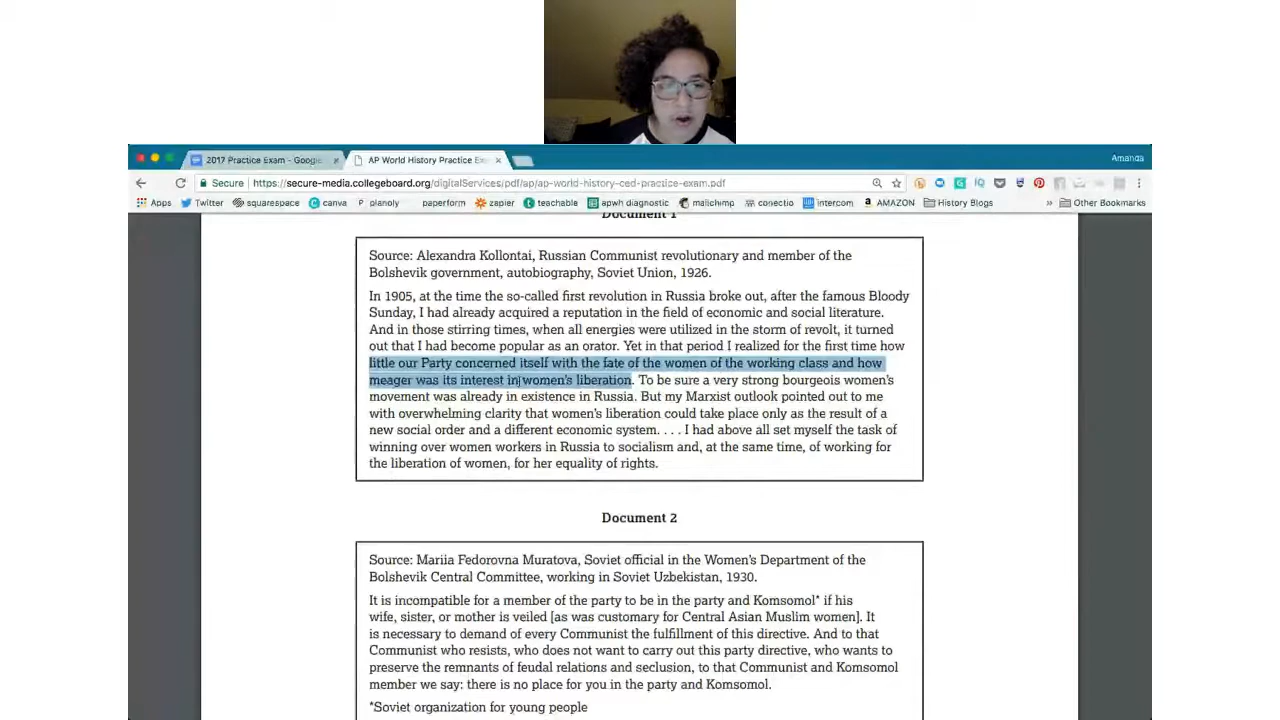 2017 Practice Exam - Google
AP World History Practice Ex
Amanda
Secure
https://secure-media.collegeboard.org/digitalServices/pdf/ap/ap-world-history-ced-practice-exam.pdf
Apps Twitter squarespace canva planoly paperform zapier teachable apwh diagnostic mailchimp conectio intercom AMAZON History Blogs » Other Bookmarks
Document 1
Source: Alexandra Kollontai, Russian Communist revolutionary and member of the
Bolshevik government, autobiography, Soviet Union, 1926.
In 1905, at the time the so-called first revolution in Russia broke out, after the famous Bloody
Sunday, I had already acquired a reputation in the field of economic and social literature.
And in those stirring times, when all energies were utilized in the storm of revolt, it turned
out that I had become popular as an orator. Yet in that period I realized for the first time how
little our Party concerned itself with the fate of the women of the working class and how
meager was its interest in women's liberation. To be sure a very strong bourgeois women's
movement was already in existence in Russia. But my Marxist outlook pointed out to me
with overwhelming clarity that women's liberation could take place only as the result of a
new social order and a different economic system. . . . I had above all set myself the task of
winning over women workers in Russia to socialism and, at the same time, of working for
the liberation of women, for her equality of rights.
Document 2
Source: Mariia Fedorovna Muratova, Soviet official in the Women's Department of the
Bolshevik Central Committee, working in Soviet Uzbekistan, 1930.
It is incompatible for a member of the party to be in the party and Komsomol* if his
wife, sister, or mother is veiled [as was customary for Central Asian Muslim women]. It
is necessary to demand of every Communist the fulfillment of this directive. And to that
Communist who resists, who does not want to carry out this party directive, who wants to
preserve the remnants of feudal relations and seclusion, to that Communist and Komsomol
member we say: there is no place for you in the party and Komsomol.
*Soviet organization for young people